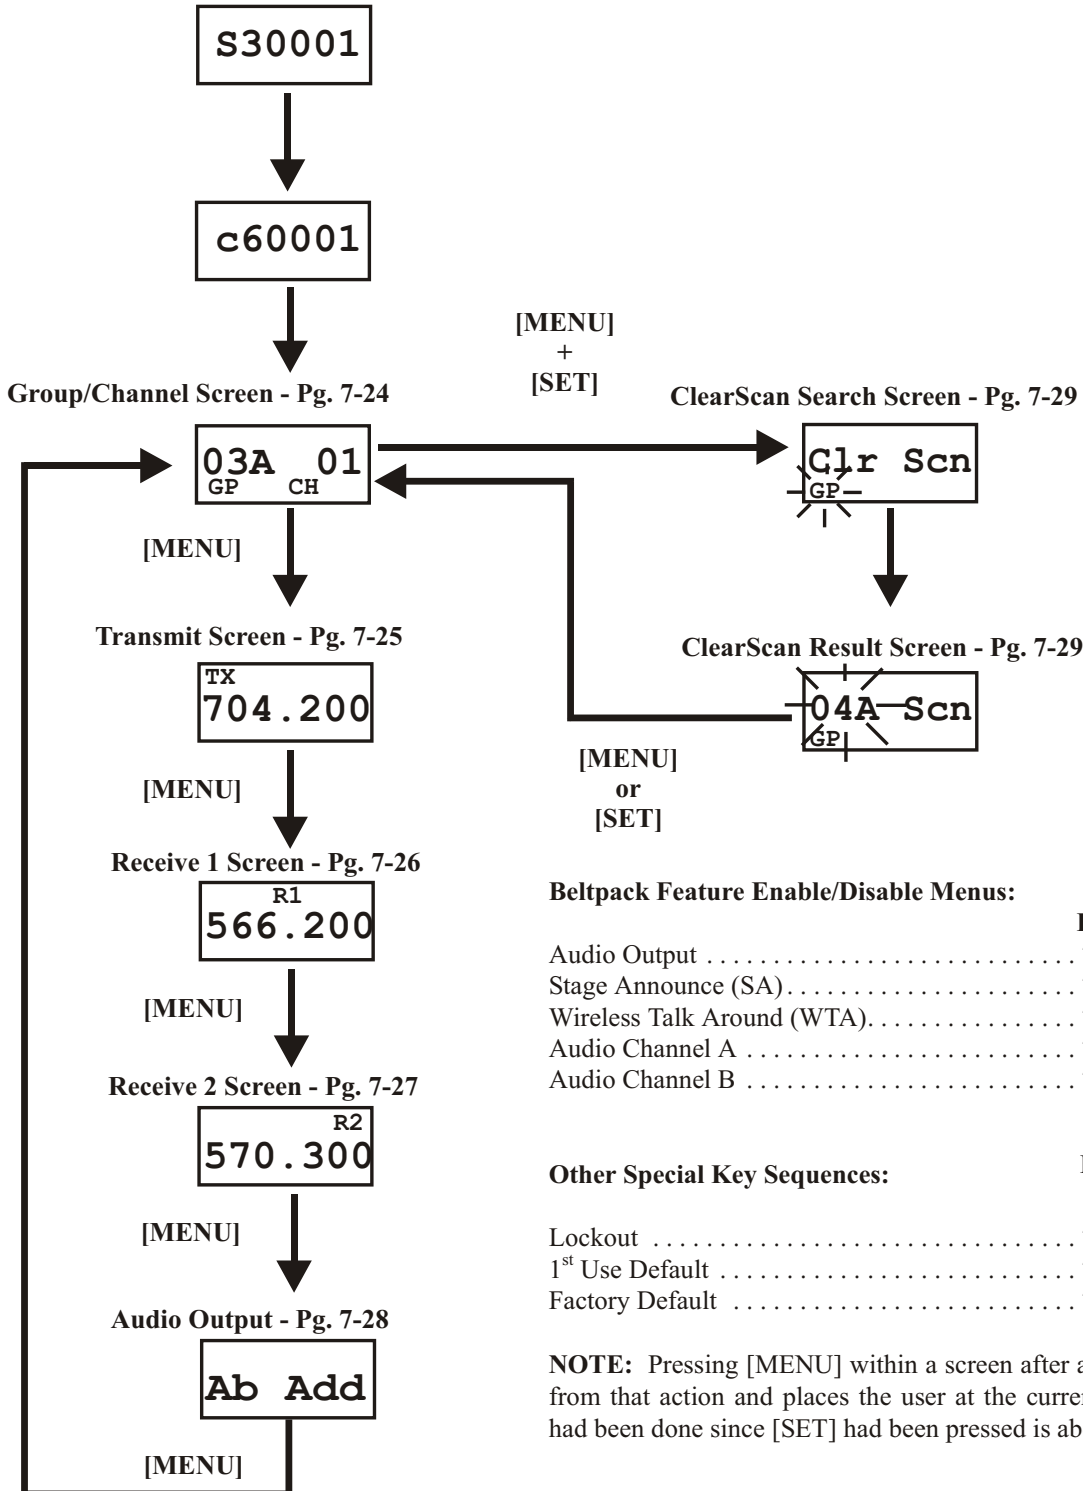 S30001
c60001
[MENU]
+
[SET]
Group/Channel Screen - Pg. 7-24
03A 01
GP CH
[MENU]
Transmit Screen - Pg. 7-25
TX
704.200
[MENU]
Receive 1 Screen - Pg. 7-26
R1
566.200
[MENU]
Receive 2 Screen - Pg. 7-27
R2
570.300
[MENU]
Audio Output - Pg. 7-28
Ab Add
[MENU]
ClearScan Search Screen - Pg. 7-29
Clr Scn
GP
ClearScan Result Screen - Pg. 7-29
04A Scn
GP
[MENU]
or
[SET]
Beltpack Feature Enable/Disable Menus:
Audio Output . . . . . . . . . . . . . . . . . . . . . . . . . . . .
Stage Announce (SA) . . . . . . . . . . . . . . . . . . . . . .
Wireless Talk Around (WTA). . . . . . . . . . . . . . . .
Audio Channel A . . . . . . . . . . . . . . . . . . . . . . . . .
Audio Channel B . . . . . . . . . . . . . . . . . . . . . . . . .
Other Special Key Sequences:
Lockout . . . . . . . . . . . . . . . . . . . . . . . . . . . . . . . .
1st Use Default . . . . . . . . . . . . . . . . . . . . . . . . . . .
Factory Default . . . . . . . . . . . . . . . . . . . . . . . . . .
NOTE: Pressing [MENU] within a screen after a
from that action and places the user at the curren
had been done since [SET] had been pressed is ab